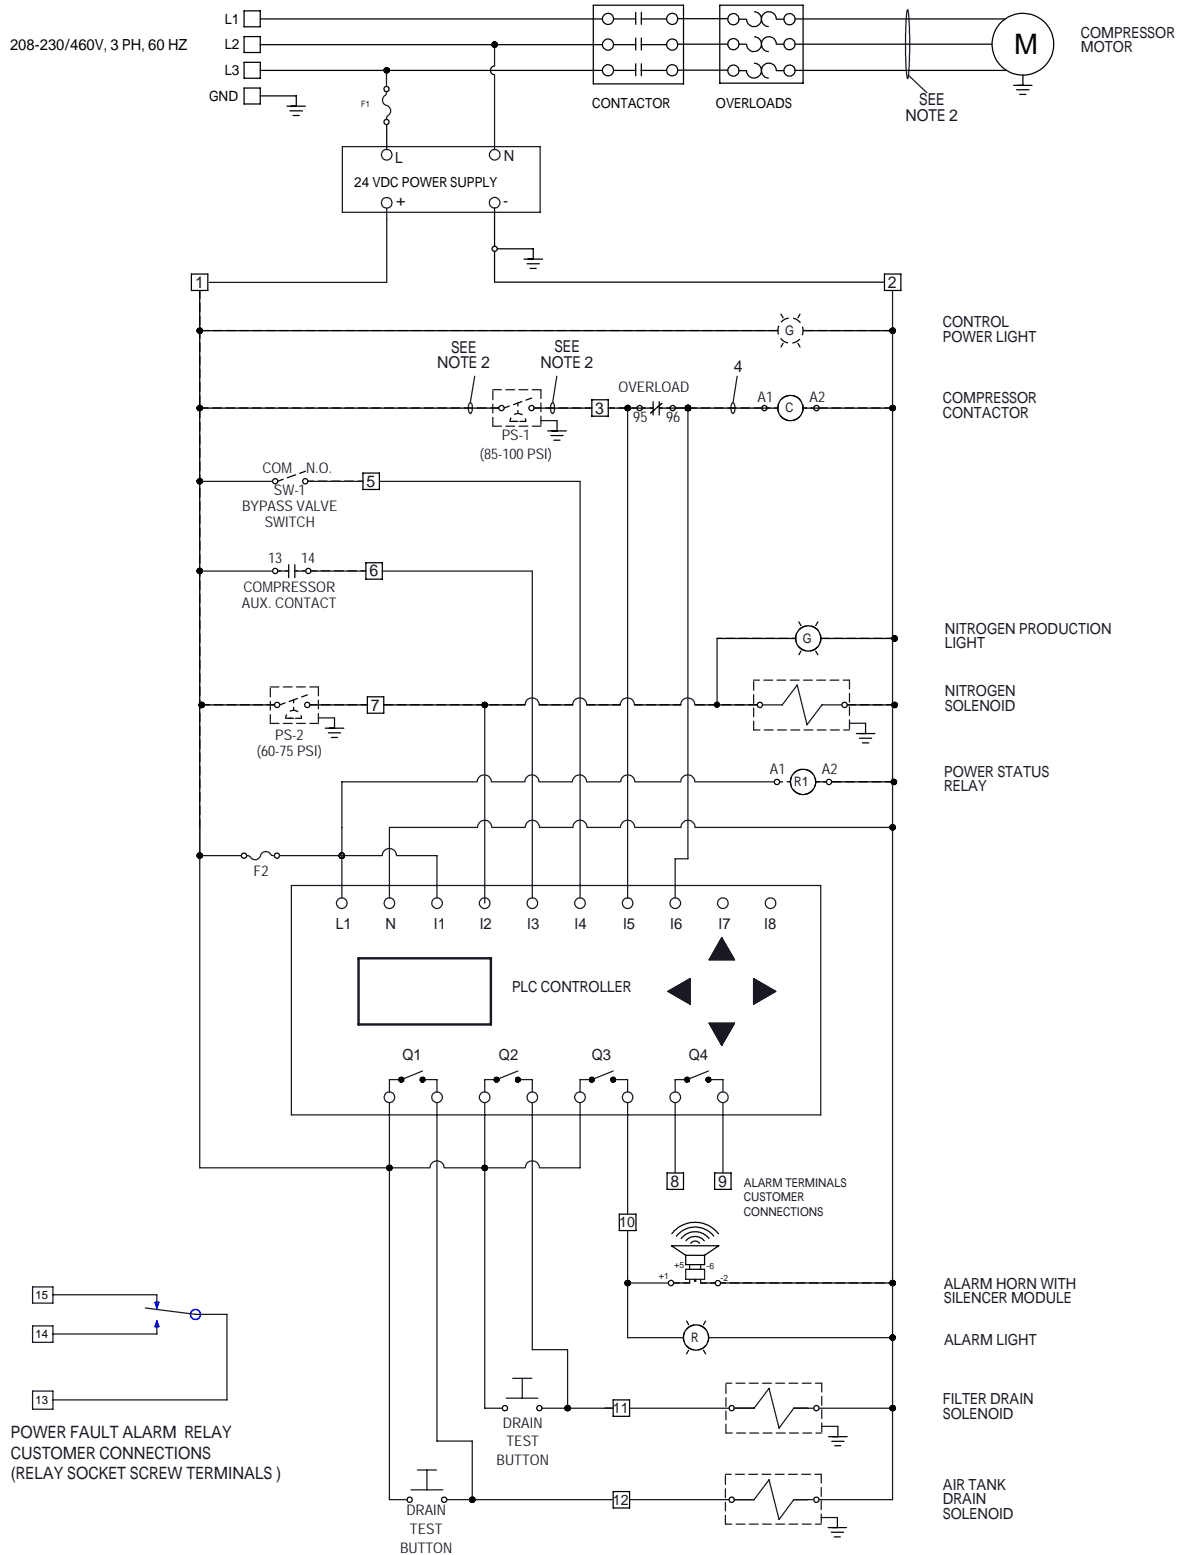 L1
208-230/460V, 3 PH, 60 HZ
L2
L3
GND
F1
CONTACTOR
OVERLOADS
M
COMPRESSOR
MOTOR
SEE
NOTE 2
L
N
24 VDC POWER SUPPLY
+
-
1
2
G
CONTROL
POWER LIGHT
SEE
NOTE 2
SEE
NOTE 2
PS-1
(85-100 PSI)
3
OVERLOAD
95
96
4
A1
C
A2
COMPRESSOR
CONTACTOR
COM
N.O.
SW-1
BYPASS VALVE
SWITCH
5
13
14
COMPRESSOR
AUX. CONTACT
6
G
NITROGEN PRODUCTION
LIGHT
PS-2
(60-75 PSI)
7
NITROGEN
SOLENOID
A1
R1
A2
POWER STATUS
RELAY
F2
L1
N
I1
I2
I3
I4
I5
I6
I7
I8
PLC CONTROLLER
Q1
Q2
Q3
Q4
8
9
ALARM TERMINALS
CUSTOMER
CONNECTIONS
10
+5
-6
+1
-2
ALARM HORN WITH
SILENCER MODULE
R
ALARM LIGHT
15
14
13
POWER FAULT ALARM RELAY
CUSTOMER CONNECTIONS
(RELAY SOCKET SCREW TERMINALS )
DRAIN
TEST
BUTTON
11
FILTER DRAIN
SOLENOID
DRAIN
TEST
BUTTON
12
AIR TANK
DRAIN
SOLENOID